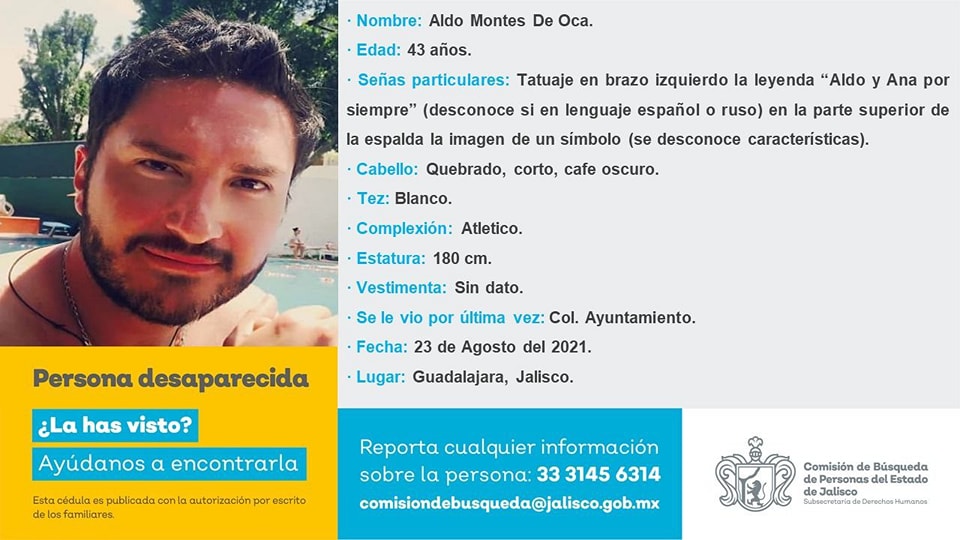 · Nombre: Aldo Montes De Oca.
· Edad: 43 años.
· Señas particulares: Tatuaje en brazo izquierdo la leyenda “Aldo y Ana por
siempre” (desconoce si en lenguaje español o ruso) en la parte superior de
la espalda la imagen de un símbolo (se desconoce características).
· Cabello: Quebrado, corto, cafe oscuro.
· Tez: Blanco.
· Complexión: Atletico.
· Estatura: 180 cm.
· Vestimenta: Sin dato.
· Se le vio por última vez: Col. Ayuntamiento.
· Fecha: 23 de Agosto del 2021.
· Lugar: Guadalajara, Jalisco.
Persona desaparecida
¿La has visto?
Ayúdanos a encontrarla
Esta cédula es publicada con la autorización por escrito
de los familiares.
Reporta cualquier información
sobre la persona: 33 3145 6314
comisiondebusqueda@jalisco.gob.mx
Comisión de Búsqueda
de Personas del Estado
de Jalisco
Subsecretaría de Derechos Humanos